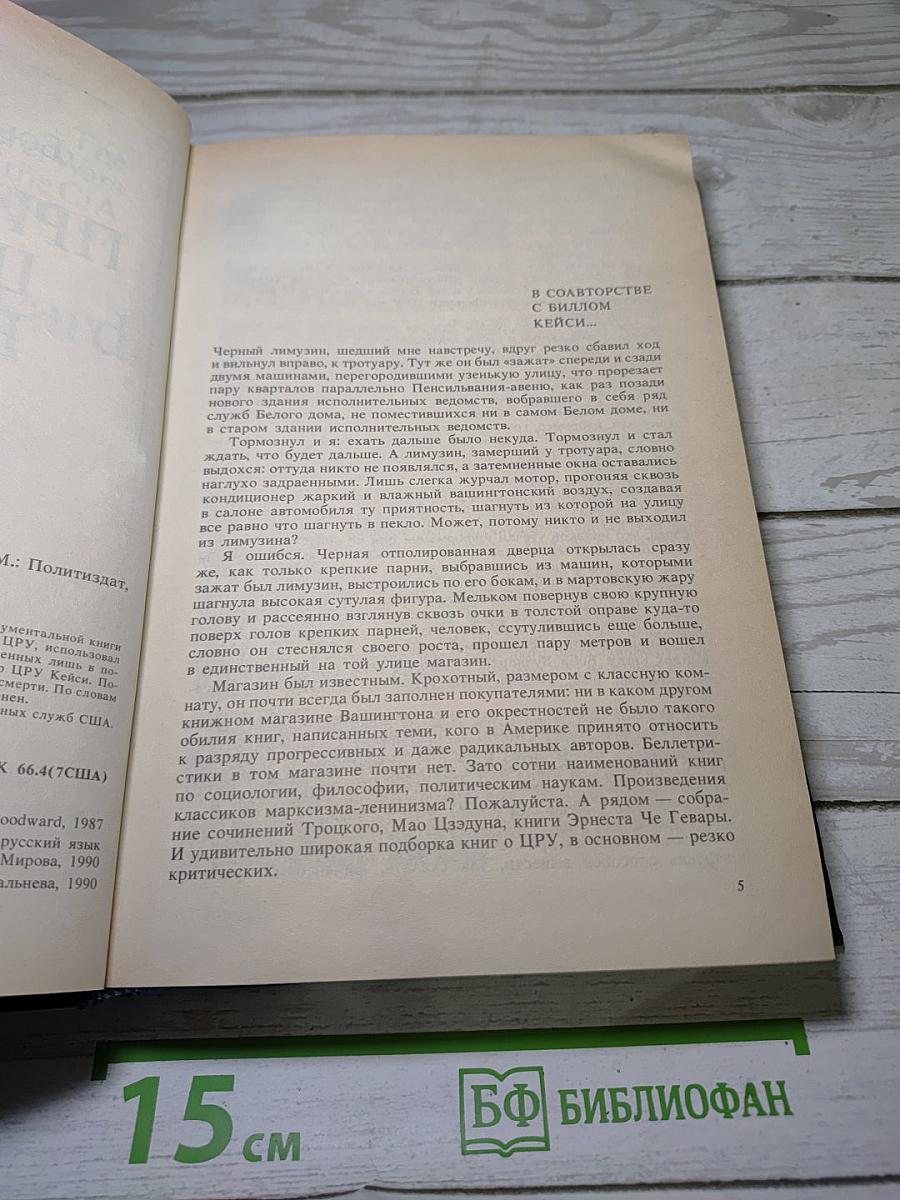 М.: Политиздат,
ументальной книги
ЦРУ, использовал
енных лишь в по-
р ЦРУ Кейси. По-
смерти. По словам
нен.
ных служб США.
К 66.4(7США)
oodward, 1987
русский язык
Мирова, 1990
альнева, 1990
В СОАВТОРСТВЕ
С БИЛЛОМ
КЕЙСИ...
Черный лимузин, шедший мне навстречу, вдруг резко сбавил ход
и вильнул вправо, к тротуару. Тут же он был «зажат» спереди и сзади
двумя машинами, перегородившими узенькую улицу, что прорезает
пару кварталов параллельно Пенсильвания-авеню, как раз позади
нового здания исполнительных ведомств, вобравшего в себя ряд
служб Белого дома, не поместившихся ни в самом Белом доме, ни
в старом здании исполнительных ведомств.
Тормознул и я: ехать дальше было некуда. Тормознул и стал
ждать, что будет дальше. А лимузин, замерший у тротуара, словно
выдохся: оттуда никто не появлялся, а затемненные окна оставались
наглухо задраенными. Лишь слегка журчал мотор, прогоняя сквозь
кондиционер жаркий и влажный вашингтонский воздух, создавая
в салоне автомобиля ту приятность, шагнуть из которой на улицу
все равно что шагнуть в пекло. Может, потому никто и не выходил
из лимузина?
Я ошибся. Черная отполированная дверца открылась сразу
же, как только крепкие парни, выбравшись из машин, которыми
зажат был лимузин, выстроились по его бокам, и в мартовскую жару
шагнула высокая сутулая фигура. Мельком повернув свою крупную
голову и рассеянно взглянув сквозь очки в толстой оправе куда-то
поверх голов крепких парней, человек, ссутулившись еще больше,
словно он стеснялся своего роста, прошел пару метров и вошел
в единственный на той улице магазин.
Магазин был известным. Крохотный, размером с классную ком-
нату, он почти всегда был заполнен покупателями: ни в каком другом
книжном магазине Вашингтона и его окрестностей не было такого
обилия книг, написанных теми, кого в Америке принято относить
к разряду прогрессивных и даже радикальных авторов. Беллетри-
стики в том магазине почти нет. Зато сотни наименований книг
по социологии, философии, политическим наукам. Произведения
классиков марксизма-ленинизма? Пожалуйста. А рядом — собра-
ние сочинений Троцкого, Мао Цзэдуна, книги Эрнеста Че Гевары.
И удивительно широкая подборка книг о ЦРУ, в основном — резко
критических.
5
15 см
БФ БИБЛИОФАН